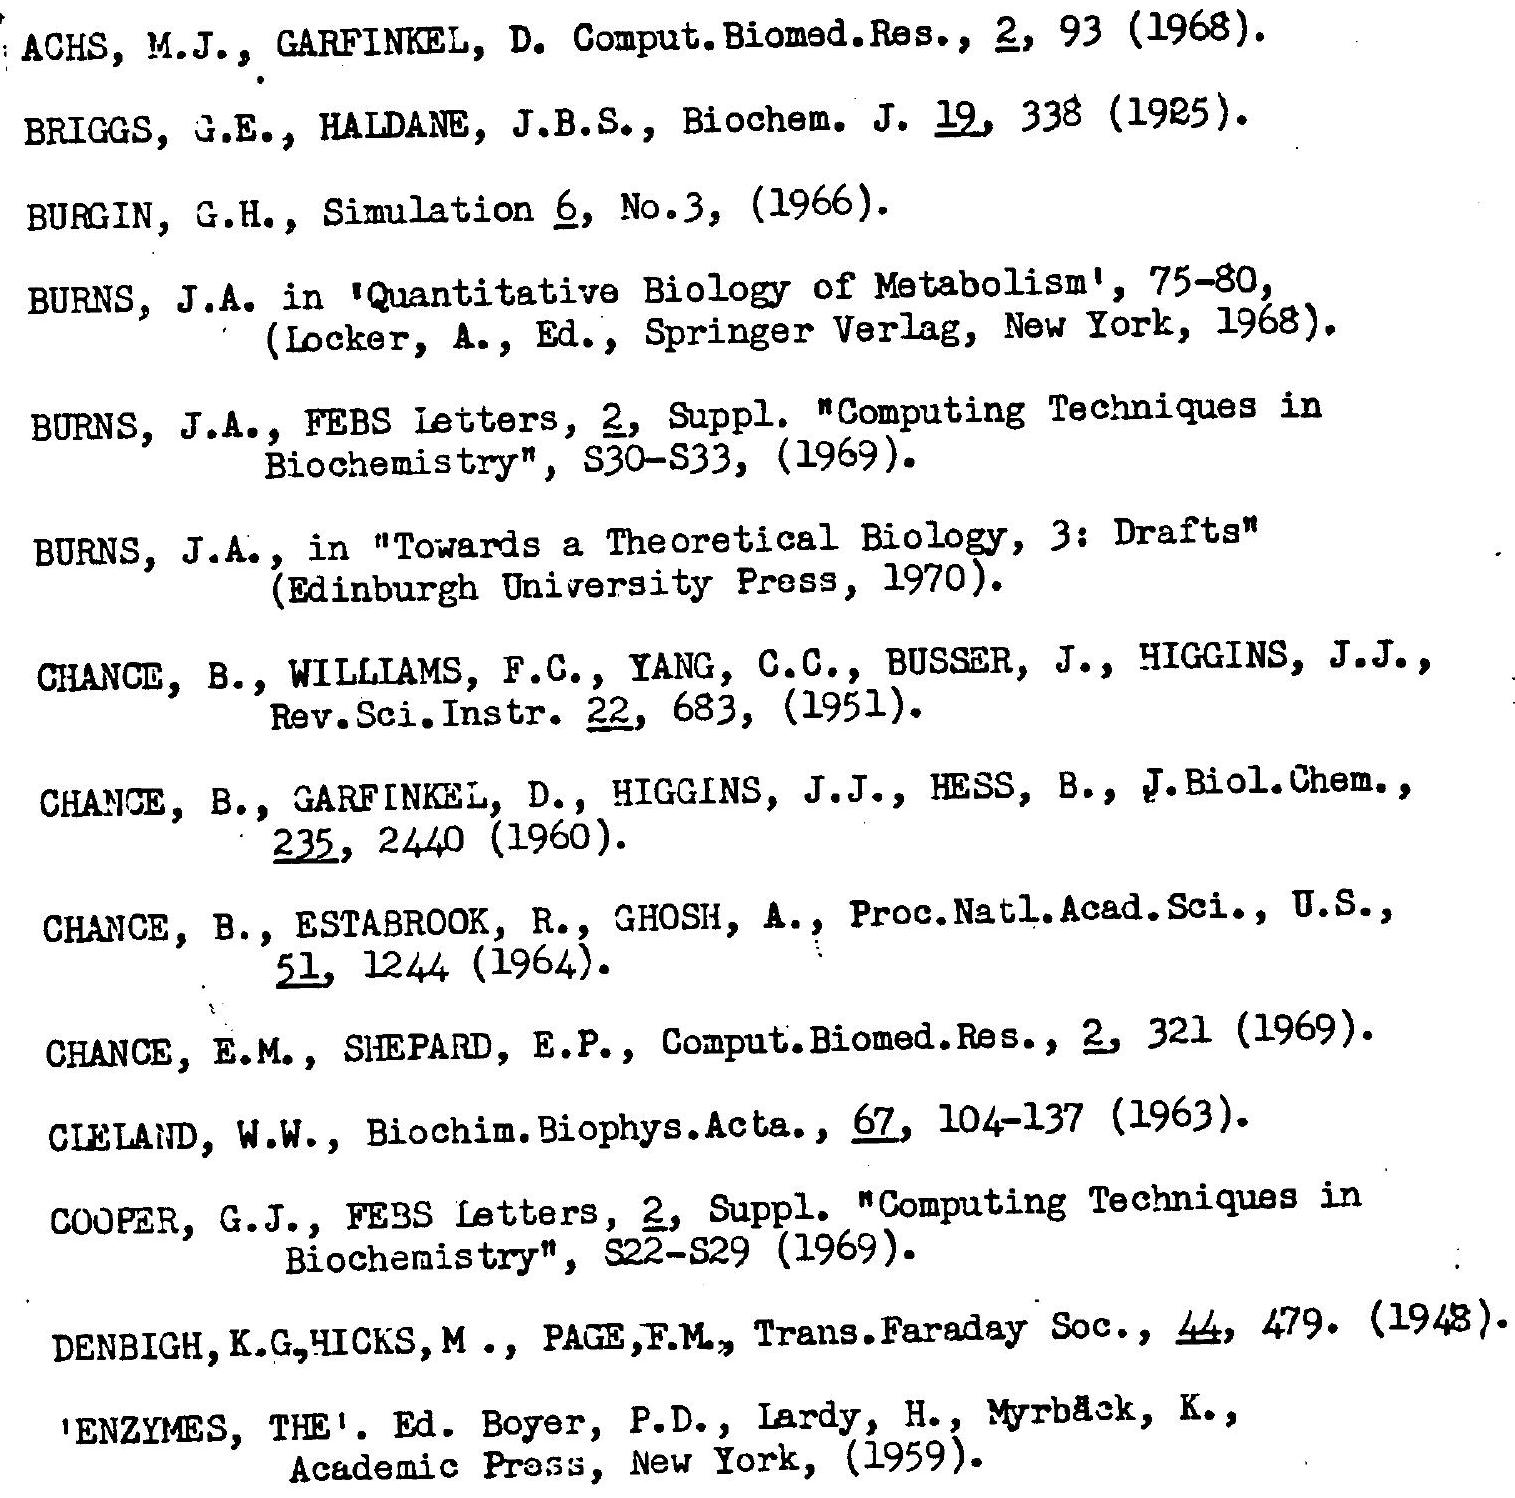 ACHS, M.J., GARFINKEL, D. Comput.Biomed.Res., 2, 93 (1968).
BRIGGS, G.E., HALDANE, J.B.S., Biochem. J. 19, 338 (1925).
BURGIN, G.H., Simulation 6, No.3, (1966).
BURNS, J.A. in 'Quantitative Biology of Metabolism', 75-80,
(Locker, A., Ed., Springer Verlag, New York, 1968).
BURNS, J.A., FEBS Letters, 2, Suppl. "Computing Techniques in
Biochemistry", S30-S33, (1969).
BURNS, J.A., in "Towards a Theoretical Biology, 3: Drafts"
(Edinburgh University Press, 1970).
CHANCE, B., WILLIAMS, F.C., YANG, C.C., BUSSER, J., HIGGINS, J.J.,
Rev.Sci.Instr. 22, 683, (1951).
CHANCE, B., GARFINKEL, D., HIGGINS, J.J., HESS, B., J.Biol.Chem.,
235, 2440 (1960).
CHANCE, B., ESTABROOK, R., GHOSH, A., Proc.Natl.Acad.Sci., U.S.,
51, 1244 (1964).
CHANCE, E.M., SHEPARD, E.P., Comput.Biomed.Res., 2, 321 (1969).
CLELAND, W.W., Biochim.Biophys.Acta., 67, 104-137 (1963).
COOPER, G.J., FEBS Letters, 2, Suppl. "Computing Techniques in
Biochemistry", S22-S29 (1969).
DENBIGH,K.G.,HICKS,M ., PAGE,F.M., Trans.Faraday Soc., 44, 479. (1948).
'ENZYMES, THE'. Ed. Boyer, P.D., Lardy, H., Myrbäck, K.,
Academic Press, New York, (1959).